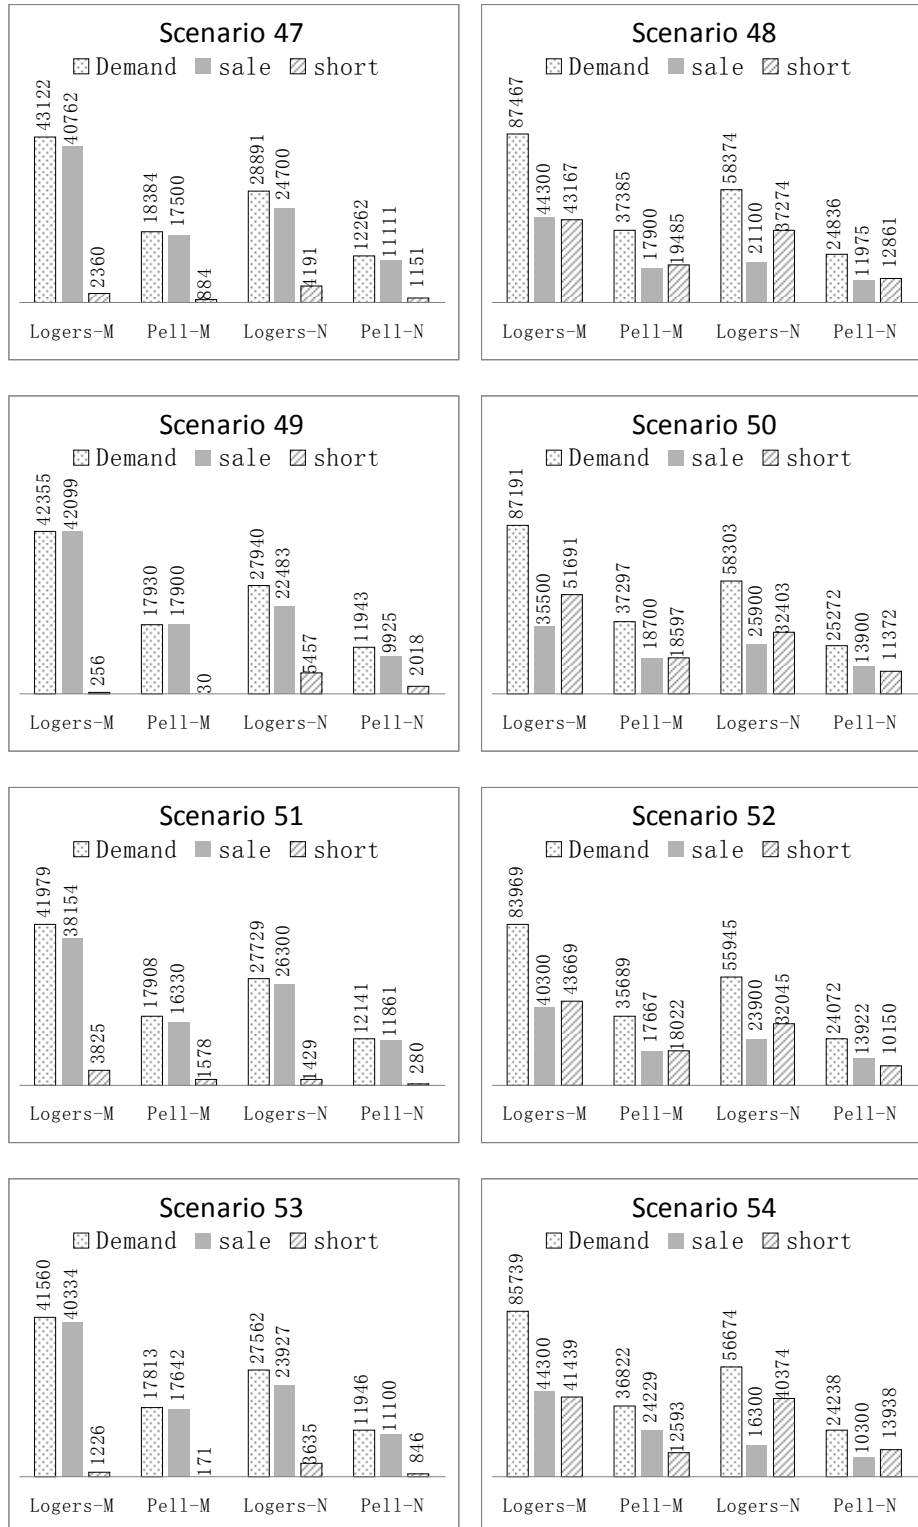 Scenario 47
Demand sale short
43122 40762 2360 18384 17500 884 28891 24700 4191 12262 11111 1151
Logers-M Pell-M Logers-N Pell-N
Scenario 48
Demand sale short
87467 44300 43167 37385 17900 19485 58374 21100 37274 24836 11975 12861
Logers-M Pell-M Logers-N Pell-N
Scenario 49
Demand sale short
42355 42099 256 17930 17900 30 27940 22483 5457 11943 9925 2018
Logers-M Pell-M Logers-N Pell-N
Scenario 50
Demand sale short
87191 35500 51691 37297 18700 18597 58303 25900 32403 25272 13900 11372
Logers-M Pell-M Logers-N Pell-N
Scenario 51
Demand sale short
41979 38154 3825 17908 16330 1578 27729 26300 1429 12141 11861 280
Logers-M Pell-M Logers-N Pell-N
Scenario 52
Demand sale short
83969 40300 43669 35689 17667 18022 55945 23900 32045 24072 13922 10150
Logers-M Pell-M Logers-N Pell-N
Scenario 53
Demand sale short
41560 40334 1226 17813 17642 171 27562 23927 3635 11946 11100 846
Logers-M Pell-M Logers-N Pell-N
Scenario 54
Demand sale short
85739 44300 41439 36822 24229 12593 56674 16300 40374 24238 10300 13938
Logers-M Pell-M Logers-N Pell-N